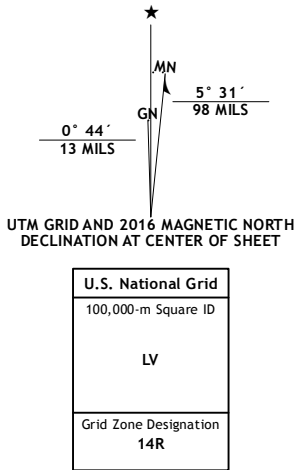 MN
5° 31´
98 MILS
GN
0° 44´
13 MILS
UTM GRID AND 2016 MAGNETIC NORTH
DECLINATION AT CENTER OF SHEET
U.S. National Grid
100,000-m Square ID
LV
Grid Zone Designation
14R